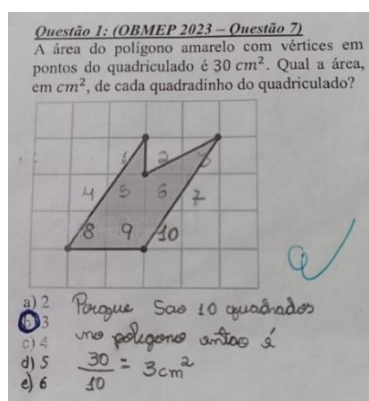 Questão 1: (OBMEP 2023 – Questão 7)
A área do polígono amarelo com vértices em
pontos do quadriculado é 30 cm². Qual a área,
em cm², de cada quadradinho do quadriculado?
1 2 3
4 5 6 7
8 9 10
a) 2
b) 3
c) 4
d) 5
e) 6
Porque Sao 10 quadrados
no polígono antao é
30/10 = 3cm²